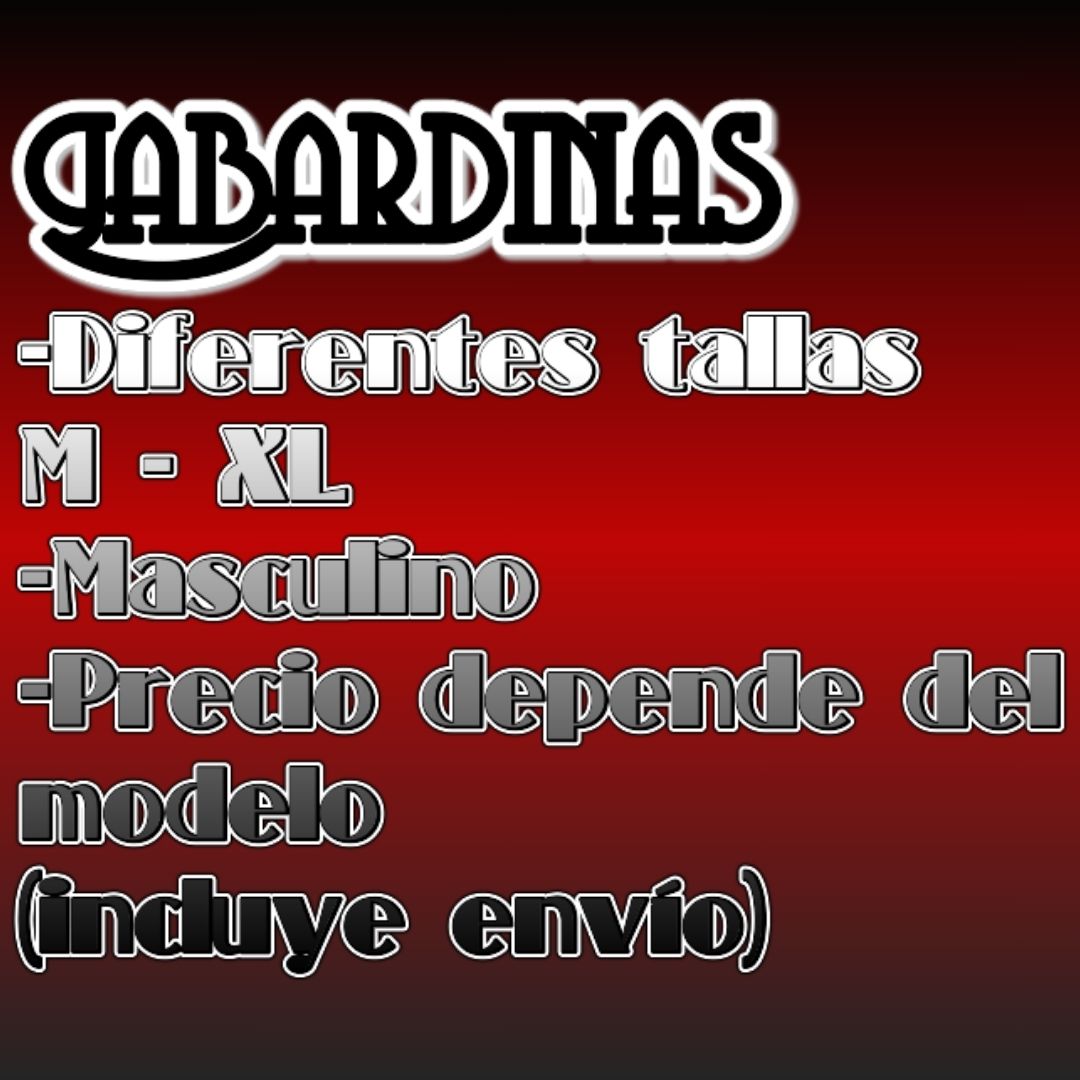 GABARDINAS
-Diferentes tallas
M - XL
-Masculino
-Precio depende del
modelo
(incluye envío)